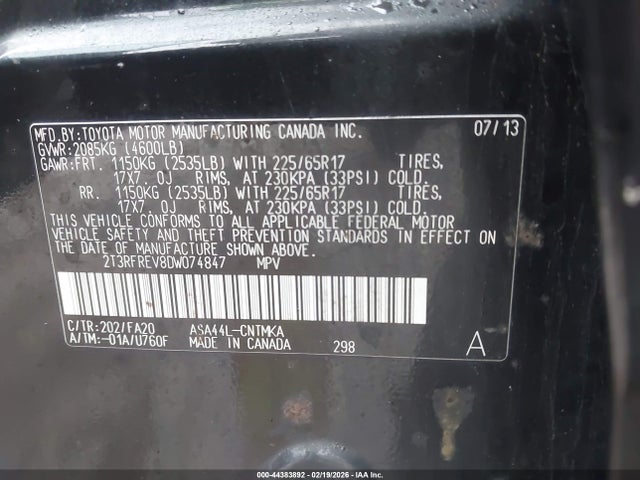 MFD.BY:TOYOTA MOTOR MANUFACTURING CANADA INC. 07/13
GVWR:2085KG (4600LB)
GAWR:FRT. 1150KG (2535LB) WITH 225/65R17 TIRES,
17X7.0J RIMS, AT 230KPA (33PSI) COLD.
RR. 1150KG (2535LB) WITH 225/65R17 TIRES,
17X7.0J RIMS, AT 230KPA (33PSI) COLD.
THIS VEHICLE CONFORMS TO ALL APPLICABLE FEDERAL MOTOR
VEHICLE SAFETY AND THEFT PREVENTION STANDARDS IN EFFECT ON
THE DATE OF MANUFACTURE SHOWN ABOVE.
2T3RFREV8DW074847 MPV
C/TR:202/FA20 ASA44L-CNTMKA
A/TM:-01A/U760F MADE IN CANADA 298 A
000-44383892 - 02/19/2026 - IAA Inc.